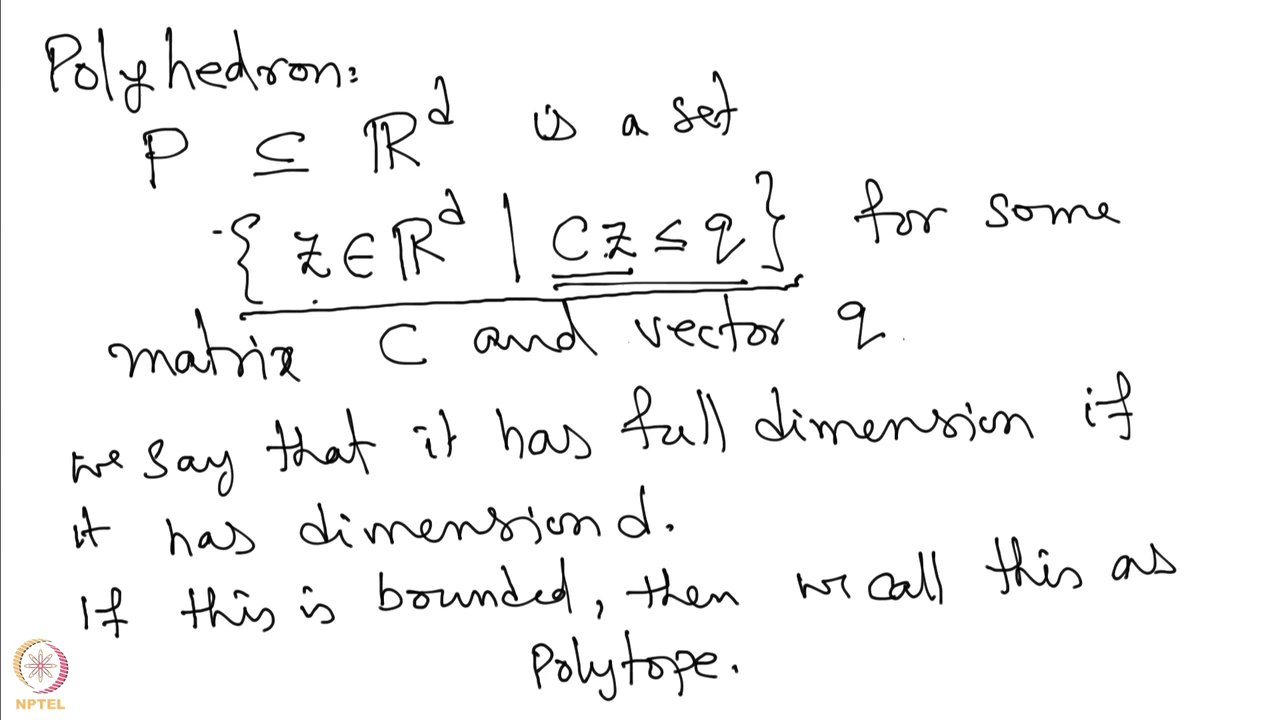 Polyhedron:
P ⊆ ℝ^d is a set
{ z ∈ ℝ^d | Cz ≤ q } for some
matrix C and vector q.
we say that it has full dimension if
it has dimension d.
If this is bounded, then we call this as
Polytope.
NPTEL